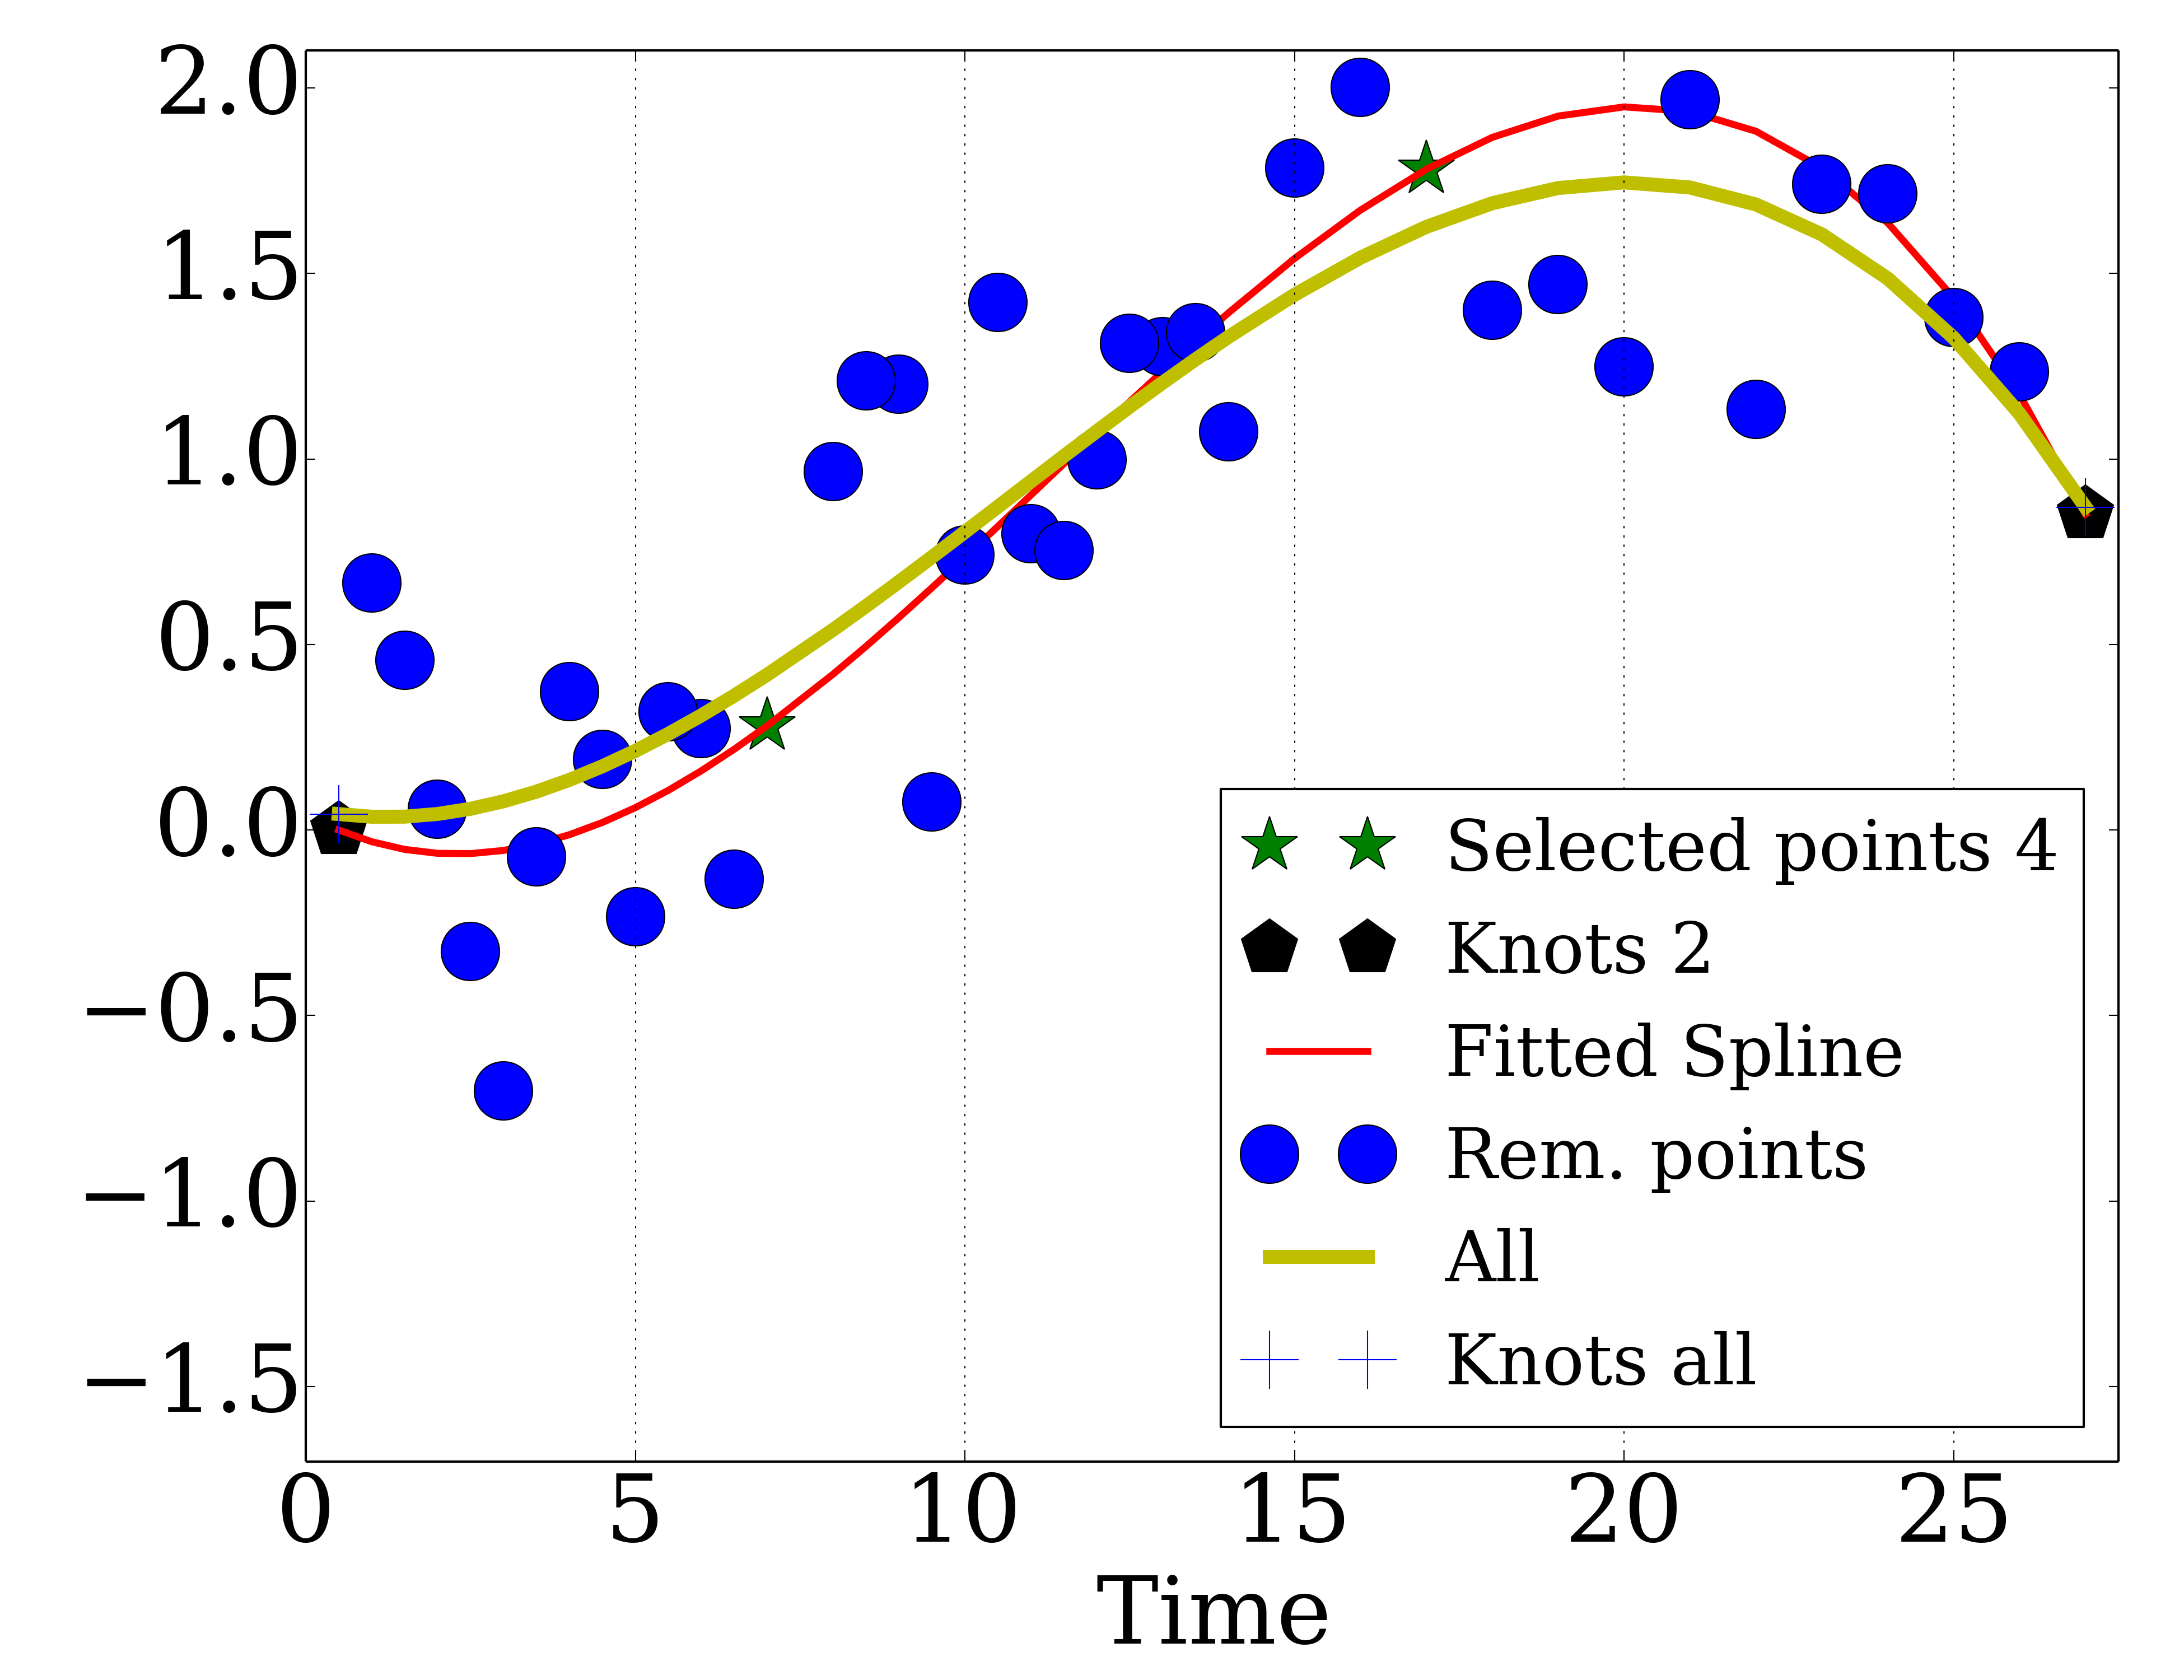 2.0
1.5
1.0
0.5
0.0
−0.5
−1.0
−1.5
Selected points 4
Knots 2
Fitted Spline
Rem. points
All
Knots all
0 5 10 15 20 25
Time